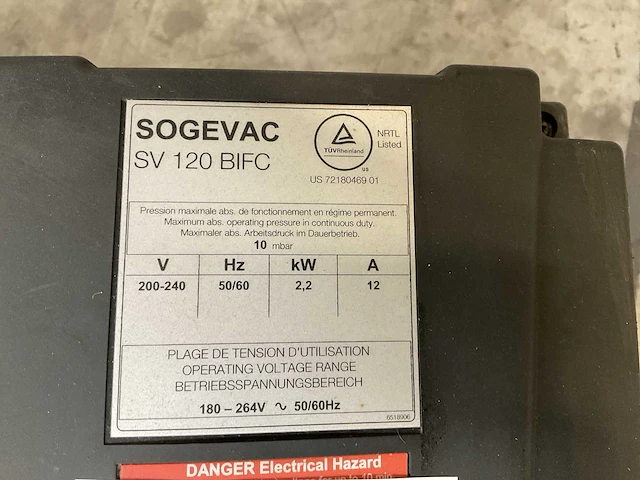 SOGEVAC
SV 120 BIFC
TÜVRheinland
US
NRTL
Listed
US 72180469 01
Pression maximale abs. de fonctionnement en régime permanent.
Maximum abs. operating pressure in continuous duty.
Maximaler abs. Arbeitsdruck im Dauerbetrieb.
10 mbar
V Hz kW A
200-240 50/60 2,2 12
PLAGE DE TENSION D'UTILISATION
OPERATING VOLTAGE RANGE
BETRIEBSSPANNUNGSBEREICH
180 – 264V ∿ 50/60Hz
6518906
DANGER Electrical Hazard